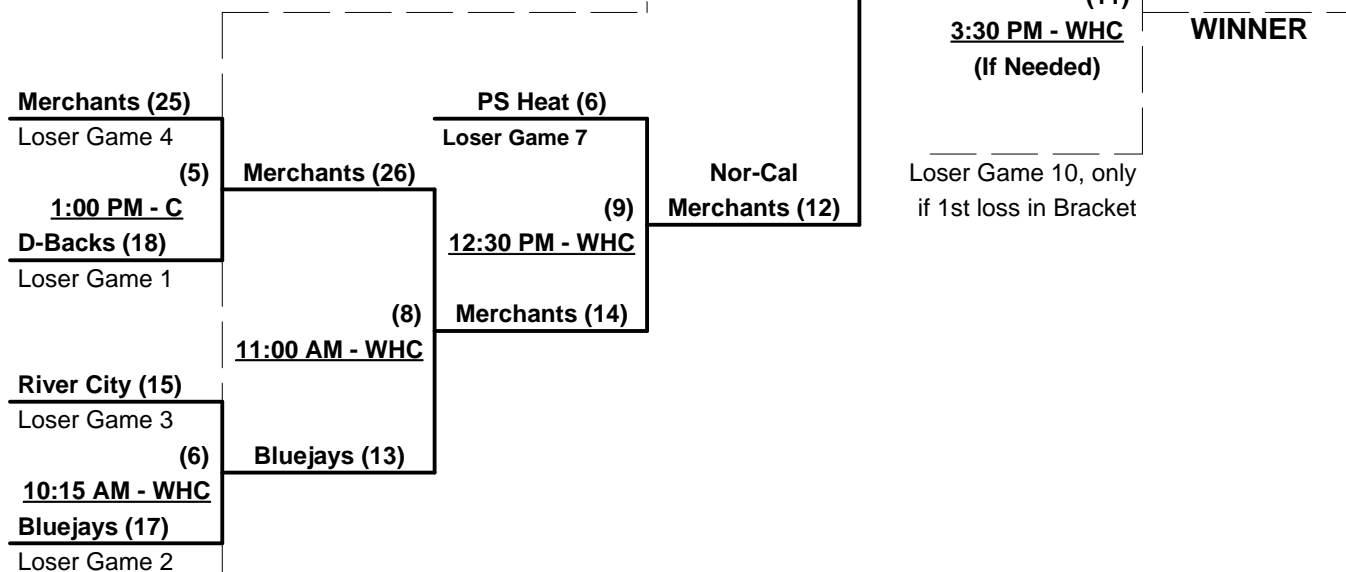 (11)
3:30 PM - WHC
WINNER
(If Needed)
Merchants (25)
Loser Game 4
(5)
1:00 PM - C
D-Backs (18)
Loser Game 1
Merchants (26)
PS Heat (6)
Loser Game 7
(9)
12:30 PM - WHC
Nor-Cal
Merchants (12)
Loser Game 10, only
if 1st loss in Bracket
(8)
11:00 AM - WHC
Merchants (14)
River City (15)
Loser Game 3
(6)
10:15 AM - WHC
Bluejays (17)
Loser Game 2
Bluejays (13)